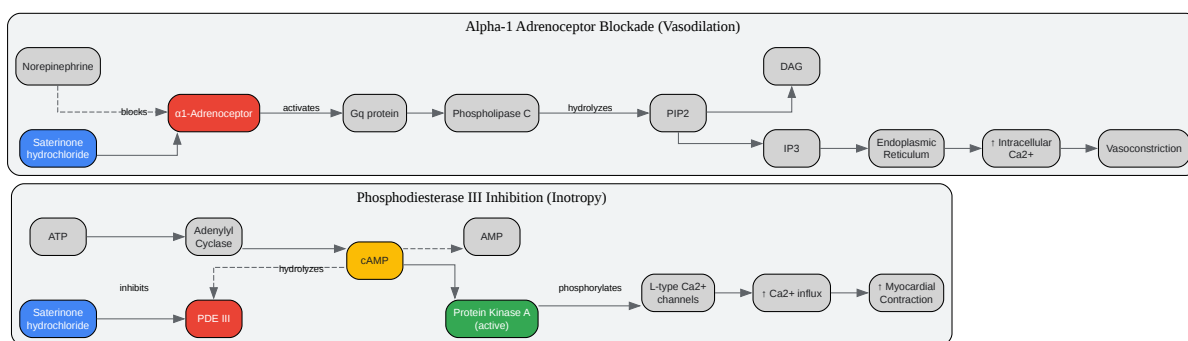 Alpha-1 Adrenoceptor Blockade (Vasodilation)
Norepinephrine
DAG
blocks
α1-Adrenoceptor
activates
Gq protein
Phospholipase C
hydrolyzes
PIP2
Saterinone
hydrochloride
IP3
Endoplasmic
Reticulum
↑ Intracellular
Ca2+
Vasoconstriction
Phosphodiesterase III Inhibition (Inotropy)
ATP
Adenylyl
Cyclase
AMP
cAMP
hydrolyzes
inhibits
phosphorylates
L-type Ca2+
channels
↑ Ca2+ influx
↑ Myocardial
Contraction
Saterinone
hydrochloride
PDE III
Protein Kinase A
(active)